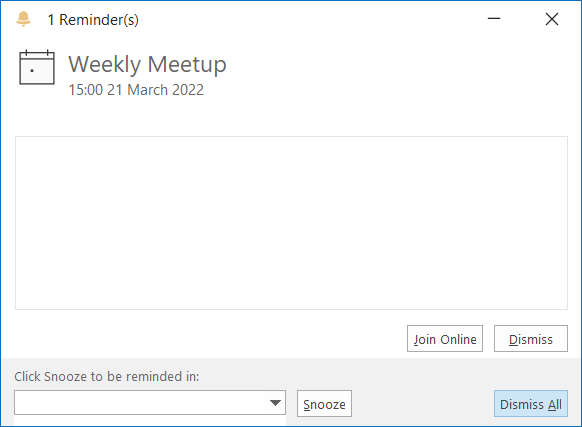 1 Reminder(s)
Weekly Meetup
15:00 21 March 2022
Join Online
Dismiss
Click Snooze to be reminded in:
Snooze
Dismiss All